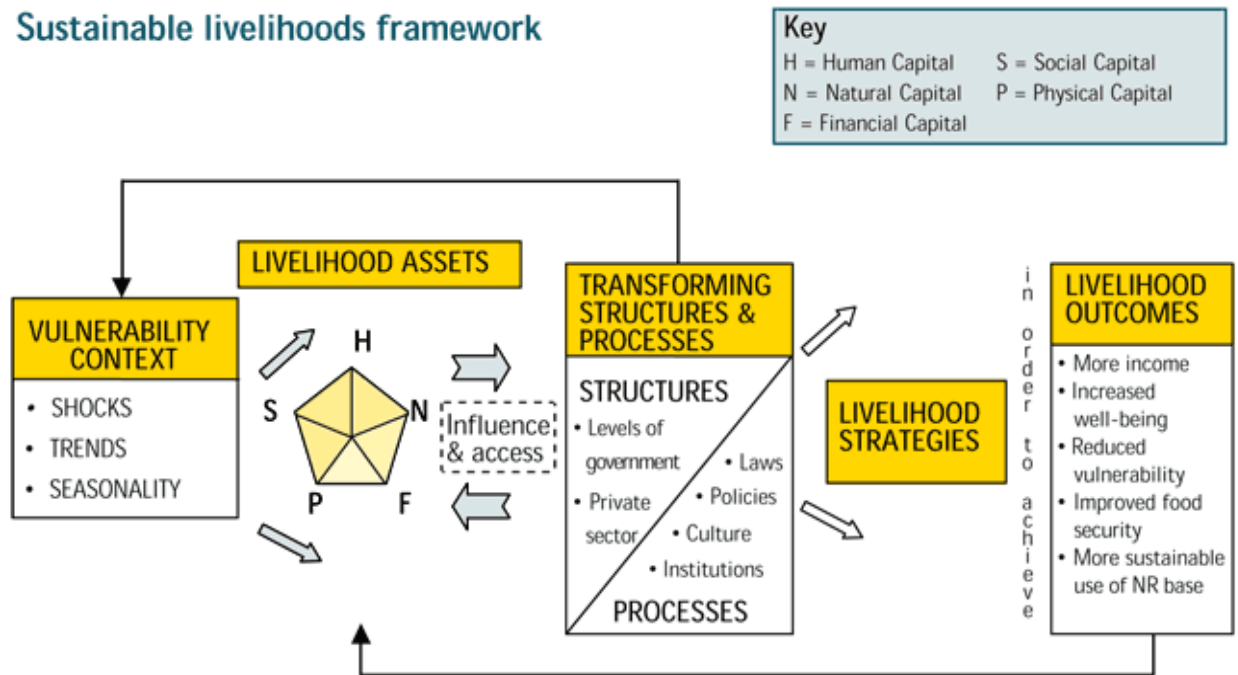 Sustainable livelihoods framework
Key
H = Human Capital S = Social Capital
N = Natural Capital P = Physical Capital
F = Financial Capital
VULNERABILITY
CONTEXT
• SHOCKS
• TRENDS
• SEASONALITY
LIVELIHOOD ASSETS
H
S
N
P
F
Influence
& access
TRANSFORMING
STRUCTURES &
PROCESSES
STRUCTURES
• Levels of
government
• Private
sector
• Laws
• Policies
• Culture
• Institutions
PROCESSES
LIVELIHOOD
STRATEGIES
in order to achieve
LIVELIHOOD
OUTCOMES
• More income
• Increased
well-being
• Reduced
vulnerability
• Improved food
security
• More sustainable
use of NR base